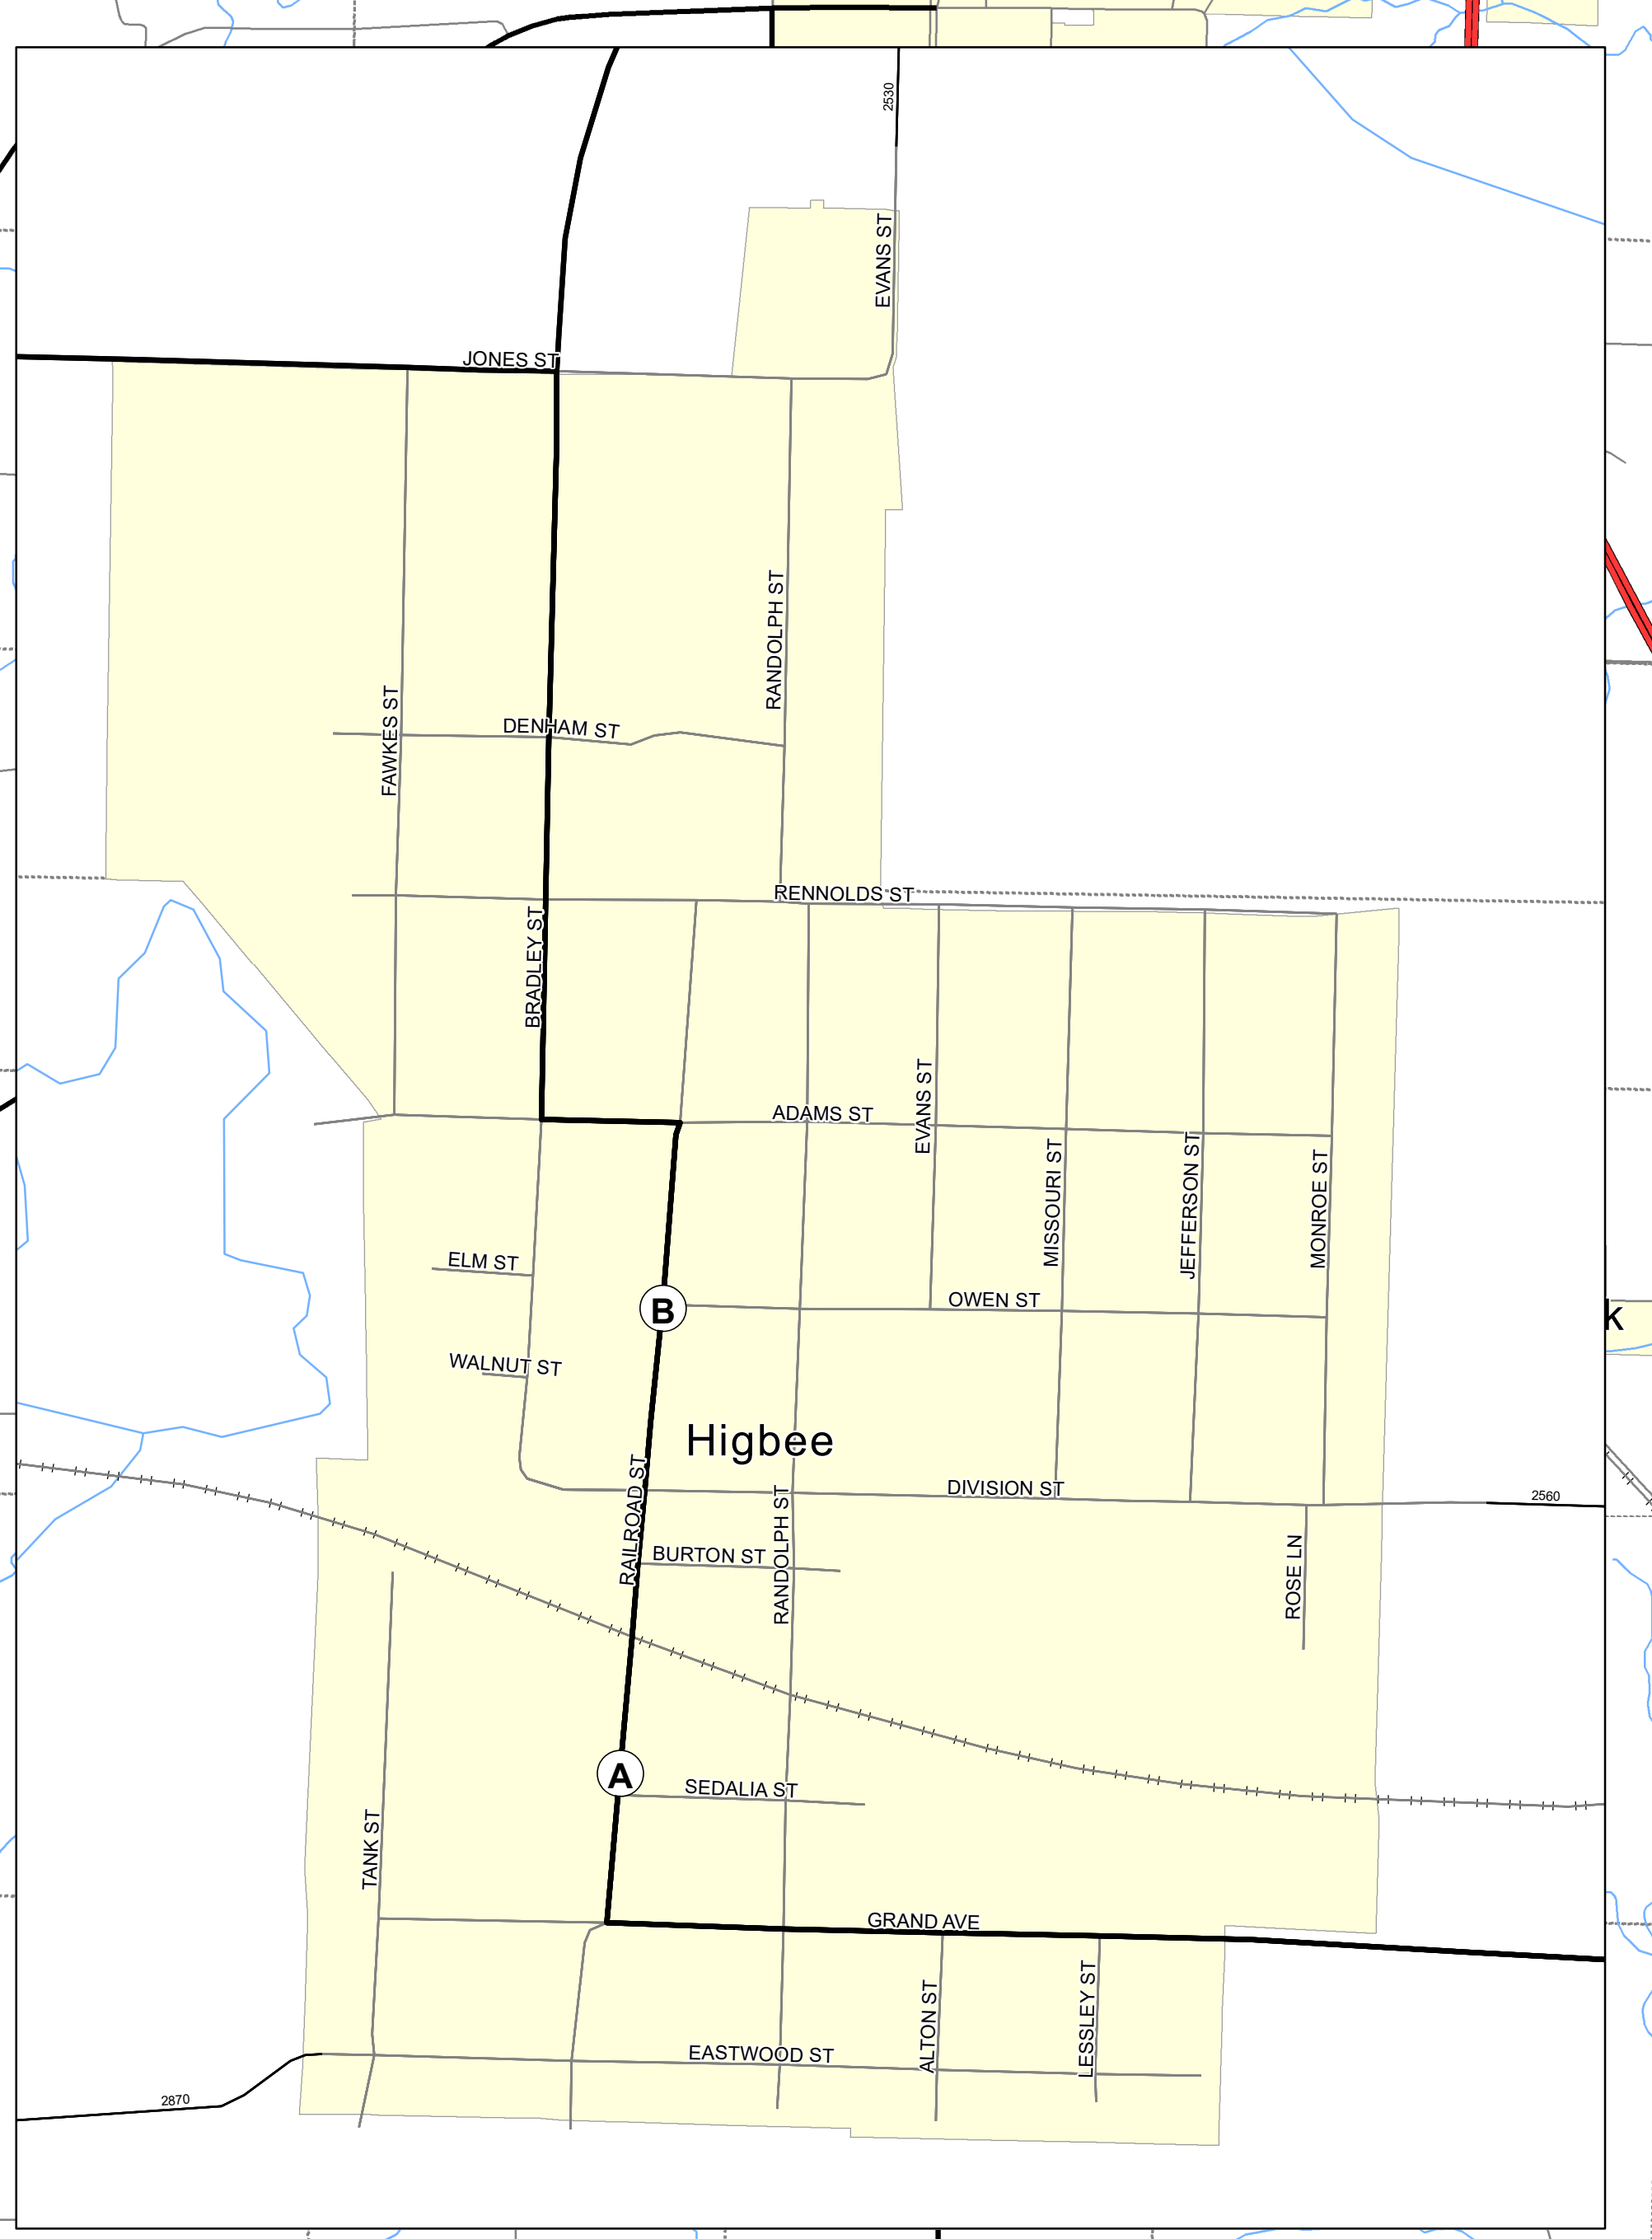 2530
EVANS ST
JONES ST
RANDOLPH ST
FAWKES ST
DENHAM ST
RENNOLDS ST
BRADLEY ST
EVANS ST
ADAMS ST
MISSOURI ST
JEFFERSON ST
MONROE ST
ELM ST
OWEN ST
B
k
WALNUT ST
Higbee
RAILROAD ST
RANDOLPH ST
DIVISION ST
2560
BURTON ST
ROSE LN
A
SEDALIA ST
TANK ST
GRAND AVE
ALTON ST
LESSLEY ST
EASTWOOD ST
2870